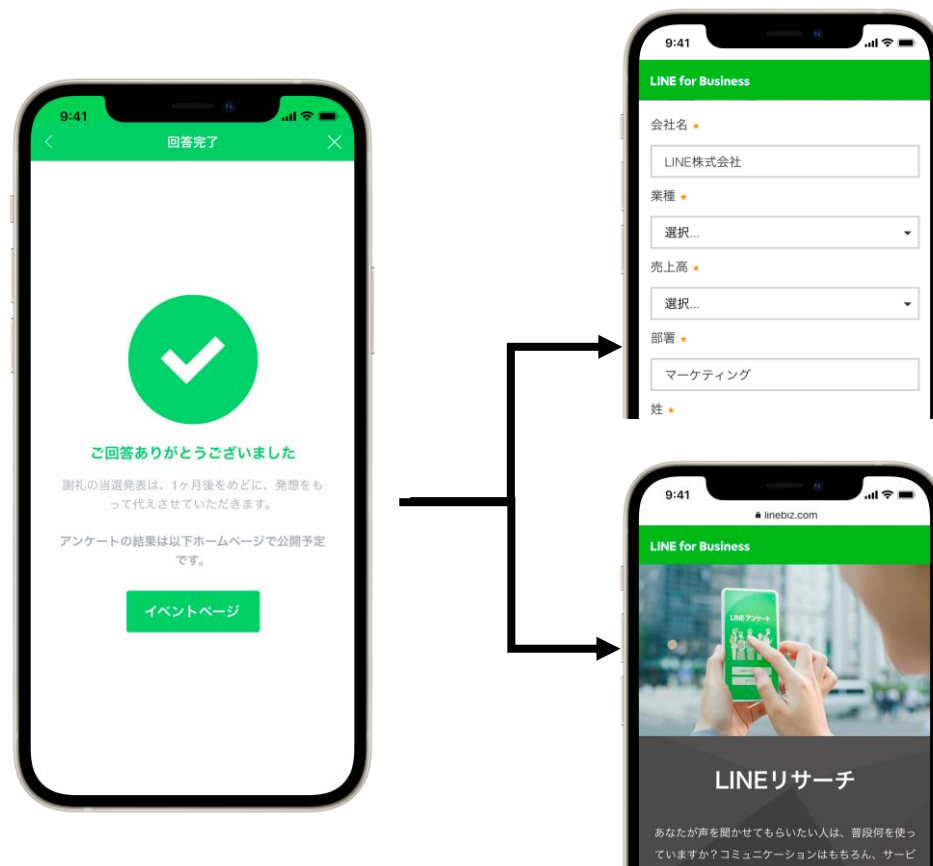 9:41
回答完了
ご回答ありがとうございました
謝礼の当選発表は、1ヶ月後をめどに、発想をも
って代えさせていただきます。
アンケートの結果は以下ホームページで公開予定
です。
イベントページ
9:41
LINE for Business
会社名 ★
LINE株式会社
業種 ★
選択...
売上高 ★
選択...
部署 ★
マーケティング
姓 ★
9:41
linebiz.com
LINE for Business
LINE アンケート
LINEリサーチ
あなたが声を聞かせてもらいたい人は、普段何を使っ
ていますか？コミュニケーションはもちろん、サービ